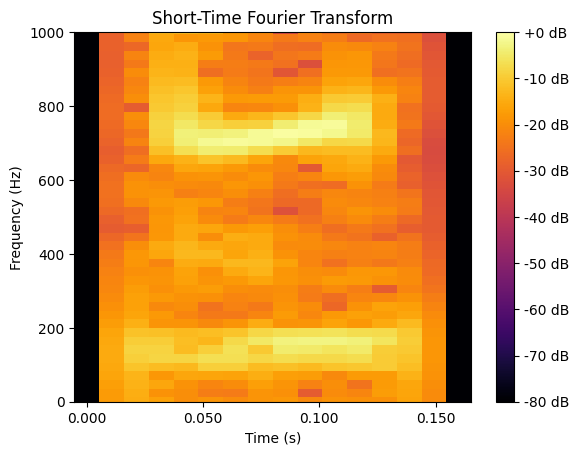 Short-Time Fourier Transform
1000
800
600
400
200
0
Frequency (Hz)
0.000
0.050
0.100
0.150
Time (s)
+0 dB
-10 dB
-20 dB
-30 dB
-40 dB
-50 dB
-60 dB
-70 dB
-80 dB